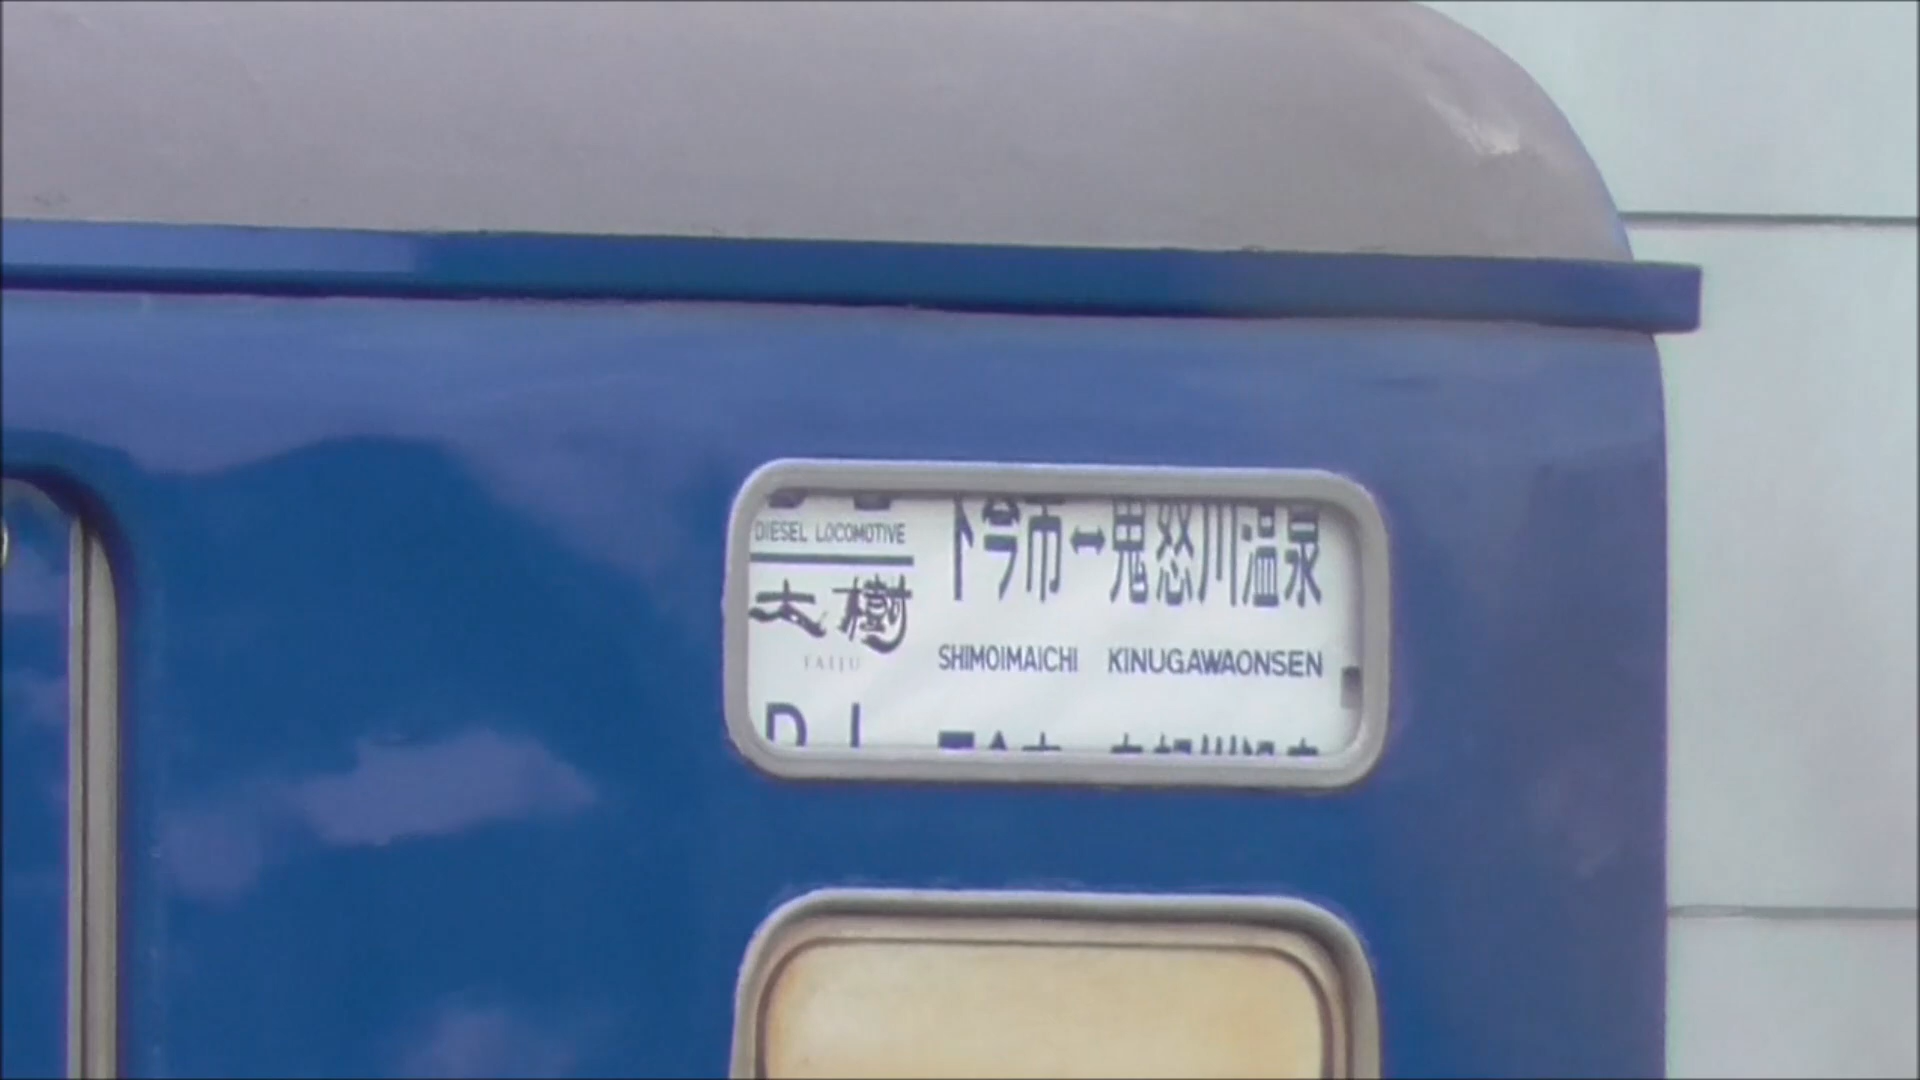 DIESEL LOCOMOTIVE
大樹
TAIJU
下今市↔鬼怒川温泉
SHIMOIMAICHI KINUGAWAONSEN